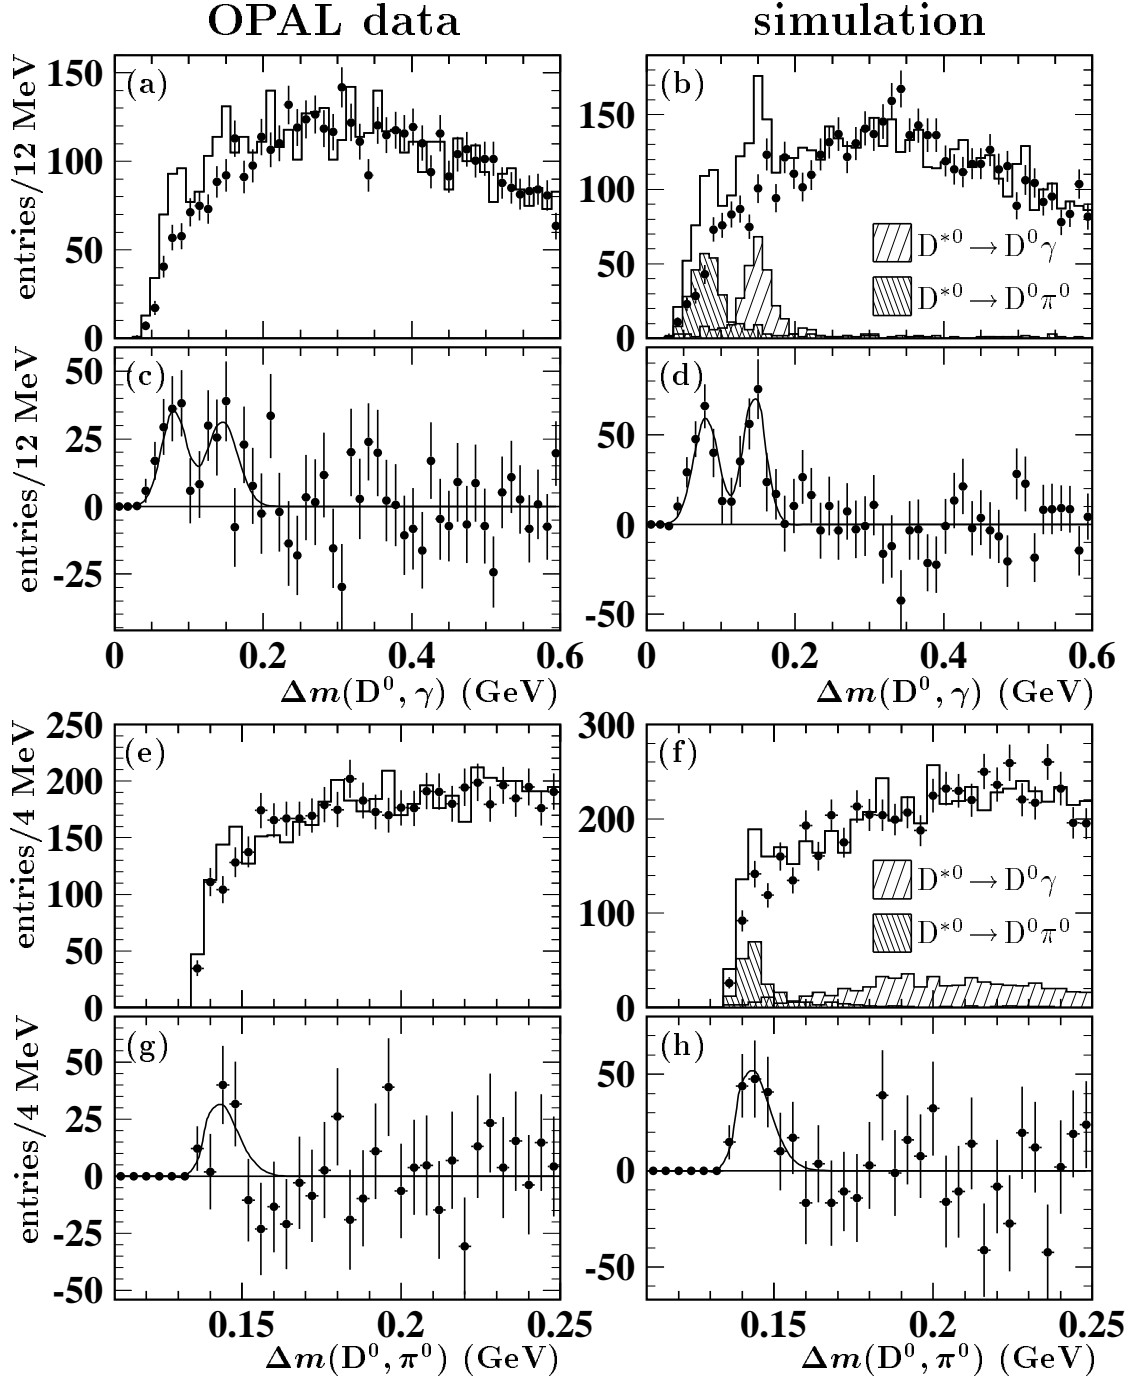 OPAL data simulation
entries/12 MeV
(a)
150
100
50
0
(b)
150
100
50
0
D*⁰→D⁰γ
D*⁰→D⁰π⁰
entries/12 MeV
(c)
50
25
0
-25
(d)
50
0
-50
0 0.2 0.4 0.6
0 0.2 0.4 0.6
Δm(D⁰,γ) (GeV)
Δm(D⁰,γ) (GeV)
entries/4 MeV
(e)
250
200
150
100
50
0
(f)
300
200
100
0
D*⁰→D⁰γ
D*⁰→D⁰π⁰
entries/4 MeV
(g)
50
25
0
-25
-50
(h)
50
0
-50
0.15 0.2 0.25
0.15 0.2 0.25
Δm(D⁰,π⁰) (GeV)
Δm(D⁰,π⁰) (GeV)